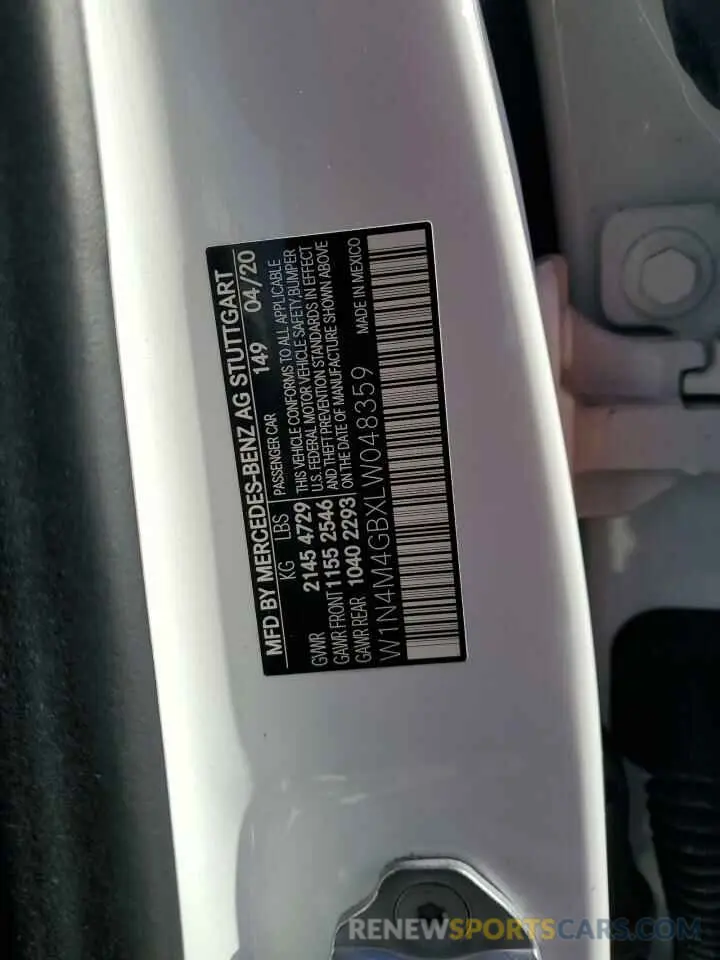 MFD BY MERCEDES-BENZ AG STUTTGART
149 04/20
KG LBS
PASSENGER CAR
GVWR 2145 4729
GAWR FRONT 1155 2546
GAWR REAR 1040 2293
THIS VEHICLE CONFORMS TO ALL APPLICABLE
U.S. FEDERAL MOTOR VEHICLE SAFETY, BUMPER
AND THEFT PREVENTION STANDARDS IN EFFECT
ON THE DATE OF MANUFACTURE SHOWN ABOVE
W1N4M4GBXLW048359
MADE IN MEXICO
RENEWSPORTSCARS.COM